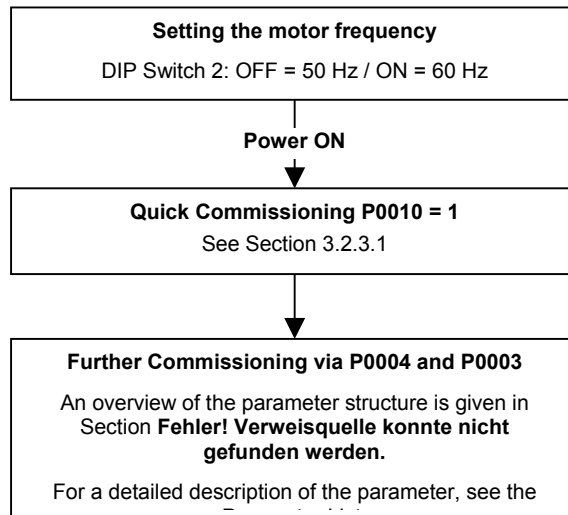 Setting the motor frequency
DIP Switch 2: OFF = 50 Hz / ON = 60 Hz
Power ON
Quick Commissioning P0010 = 1
See Section 3.2.3.1
Further Commissioning via P0004 and P0003
An overview of the parameter structure is given in
Section Fehler! Verweisquelle konnte nicht
gefunden werden.
For a detailed description of the parameter, see the